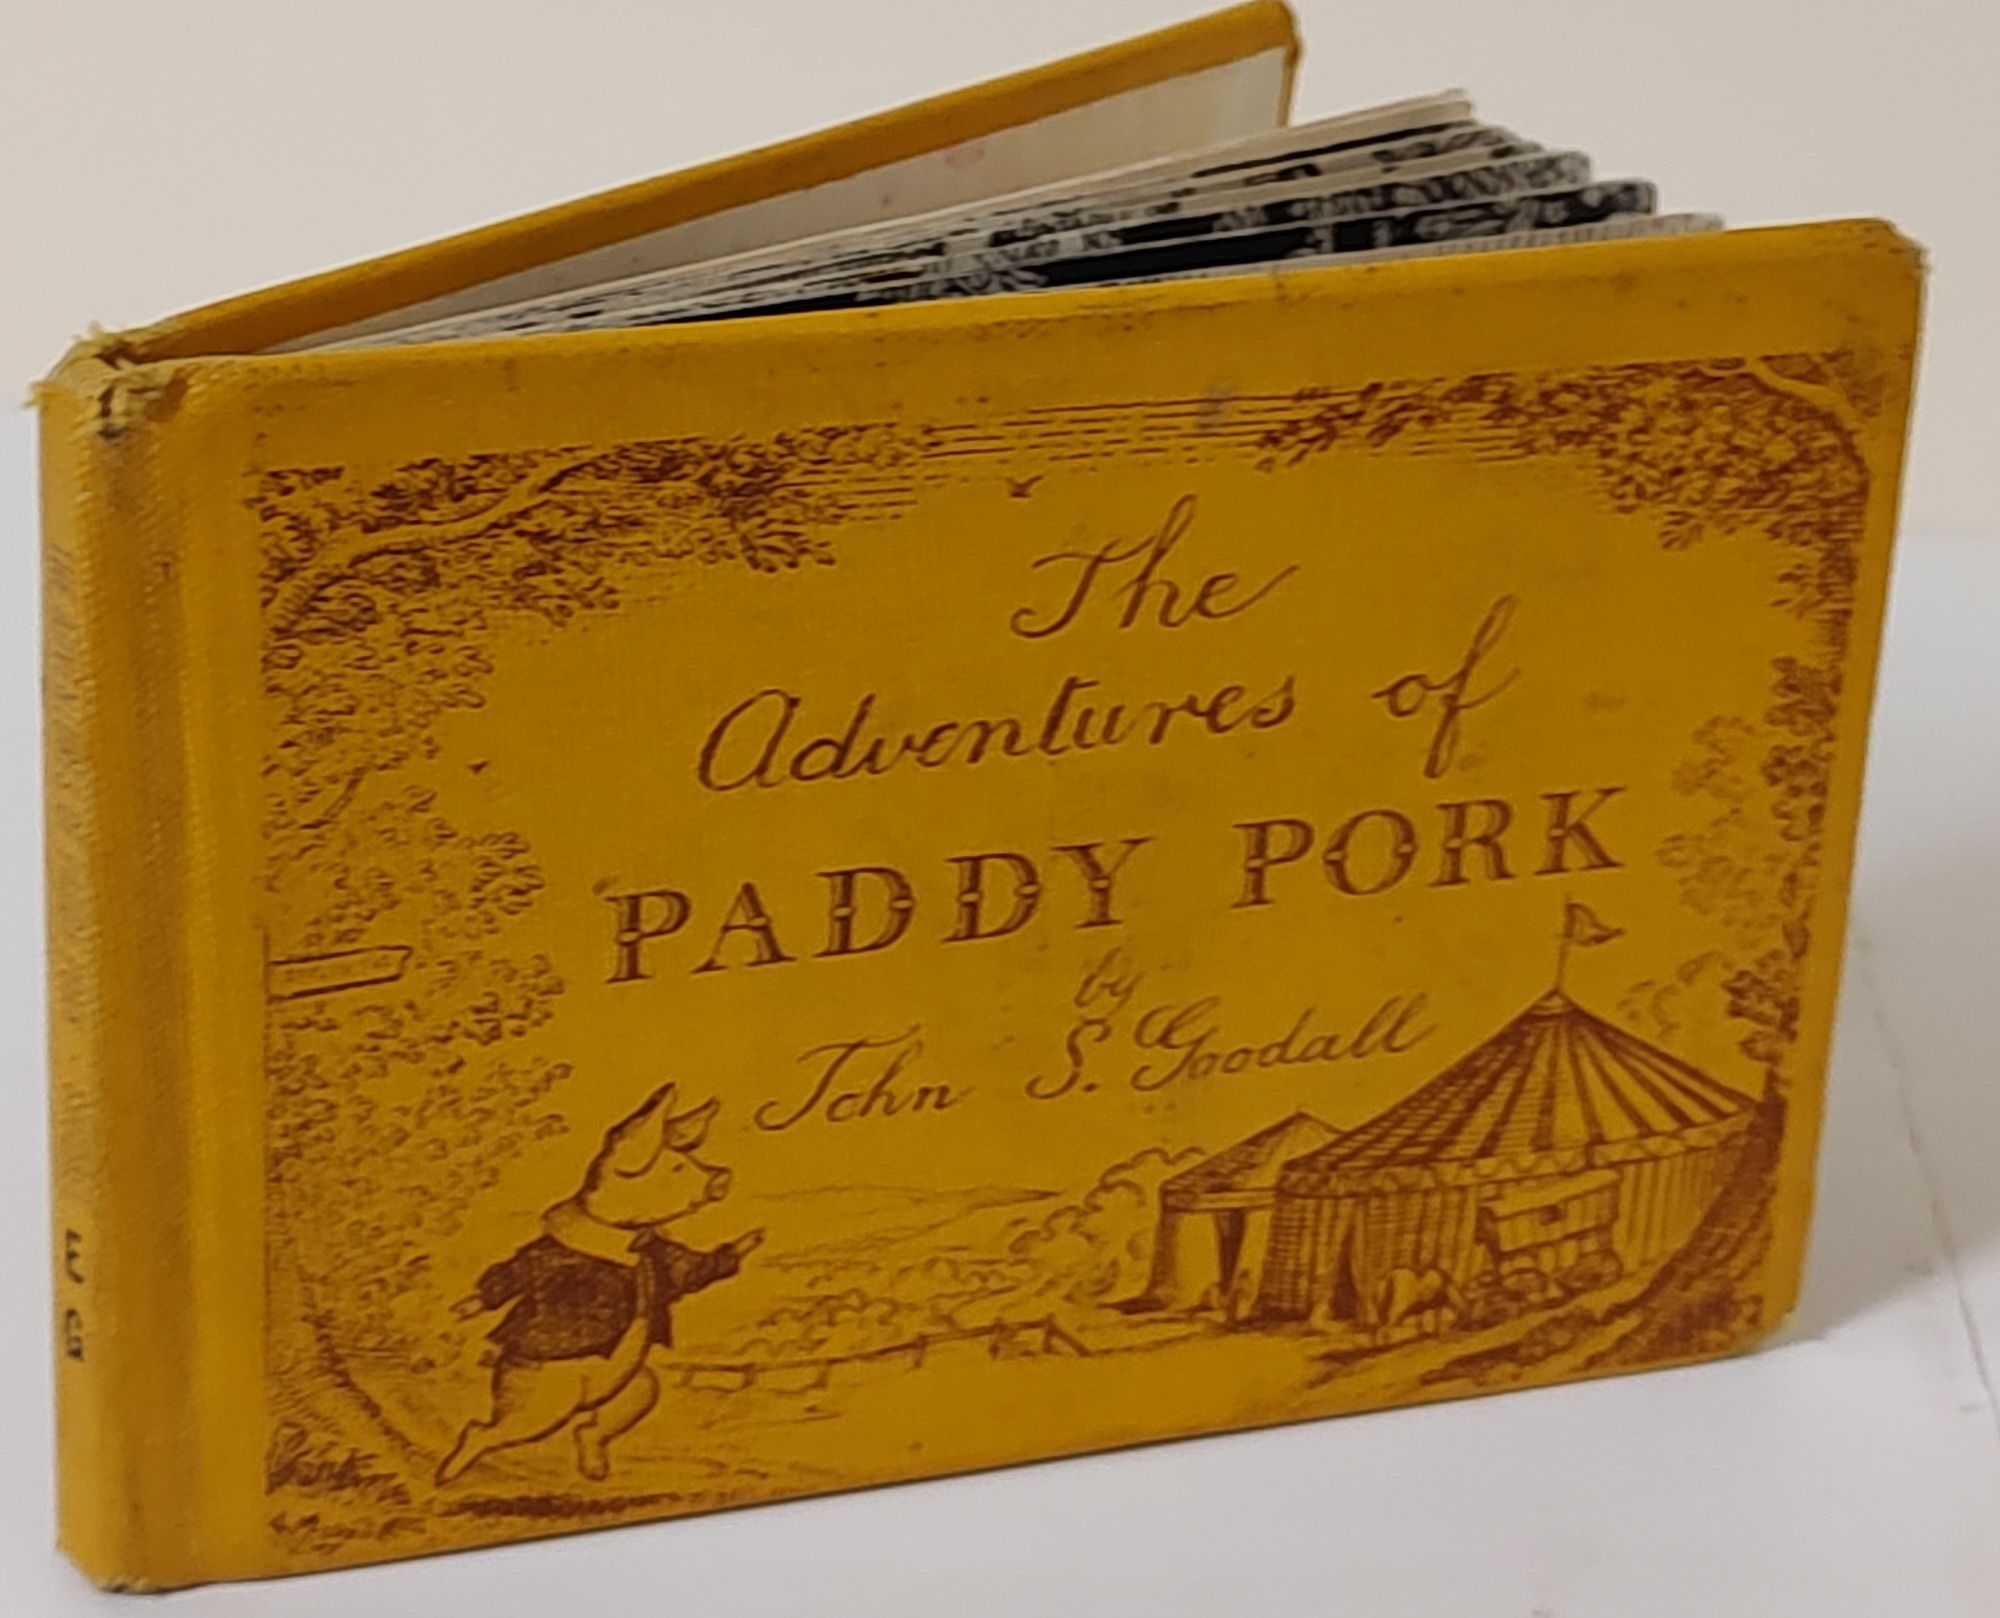 The
Adventures of
PADDY PORK
by
John S. Goodall
E
G